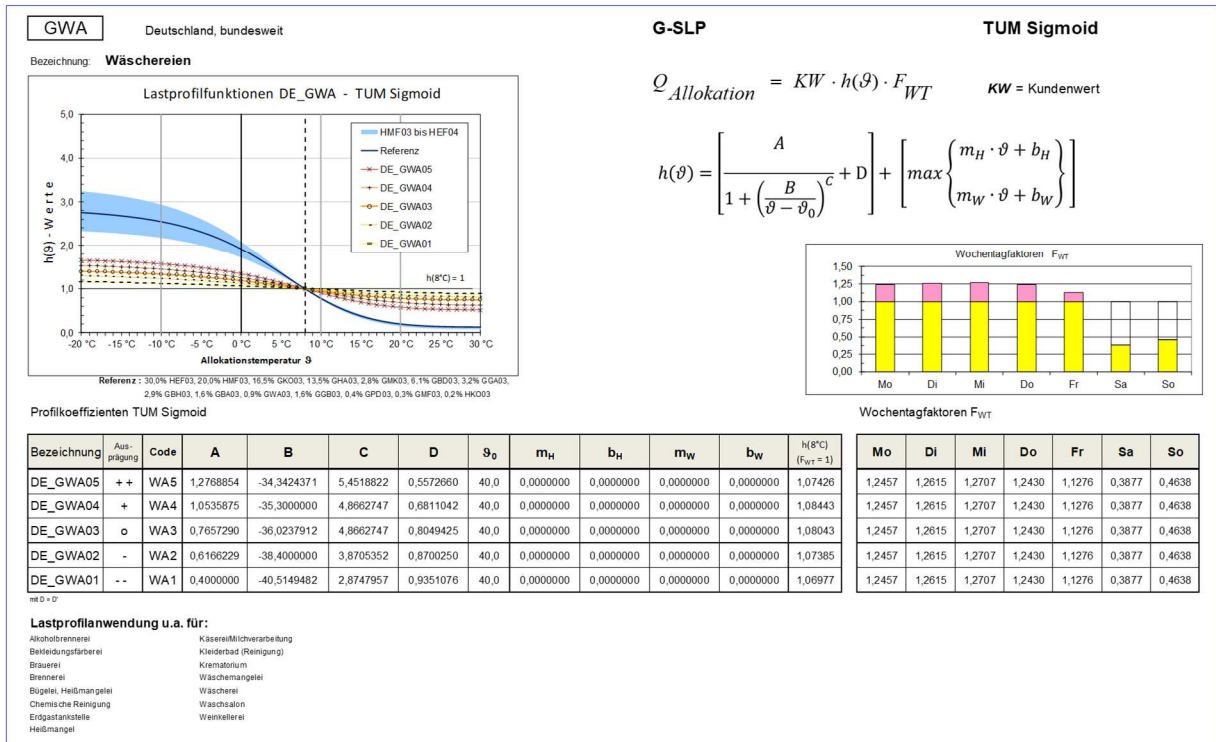 GWA
Deutschland, bundesweit
G-SLP
TUM Sigmoid
Bezeichnung: Wäschereien
Lastprofilfunktionen DE_GWA - TUM Sigmoid
h(ϑ) - Werte
5,0
4,0
3,0
2,0
1,0
0,0
HMF03 bis HEF04
Referenz
DE_GWA05
DE_GWA04
DE_GWA03
DE_GWA02
DE_GWA01
h(8°C) = 1
-20 °C -15 °C -10 °C -5 °C 0 °C 5 °C 10 °C 15 °C 20 °C 25 °C 30 °C
Allokationstemperatur ϑ
Referenz : 30,0% HEF03, 20,0% HMF03, 16,5% GKO03, 13,5% GHA03, 2,8% GMK03, 6,1% GBD03, 3,2% GGA03,
2,9% GBH03, 1,6% GBA03, 0,9% GWA03, 1,6% GGB03, 0,4% GPD03, 0,3% GMF03, 0,2% HKO03
Q Allokation = KW · h(ϑ) · F WT
KW = Kundenwert
h(ϑ) = [ A / (1 + (B / (ϑ − ϑ0))^C) + D ] + [ max { mH · ϑ + bH
mW · ϑ + bW } ]
Wochentagfaktoren FWT
1,50
1,25
1,00
0,75
0,50
0,25
0,00
Mo Di Mi Do Fr Sa So
Profilkoeffizienten TUM Sigmoid
Bezeichnung Aus-prägung Code A B C D ϑ0 mH bH mW bW h(8°C) (FWT = 1)
DE_GWA05 + + WA5 1,2768854 -34,3424371 5,4518822 0,5572660 40,0 0,0000000 0,0000000 0,0000000 0,0000000 1,07426
DE_GWA04 + WA4 1,0535875 -35,3000000 4,8662747 0,6811042 40,0 0,0000000 0,0000000 0,0000000 0,0000000 1,08443
DE_GWA03 o WA3 0,7657290 -36,0237912 4,8662747 0,8049425 40,0 0,0000000 0,0000000 0,0000000 0,0000000 1,08043
DE_GWA02 - WA2 0,6166229 -38,4000000 3,8705352 0,8700250 40,0 0,0000000 0,0000000 0,0000000 0,0000000 1,07385
DE_GWA01 - - WA1 0,4000000 -40,5149482 2,8747957 0,9351076 40,0 0,0000000 0,0000000 0,0000000 0,0000000 1,06977
mit D = D'
Wochentagfaktoren FWT
Mo Di Mi Do Fr Sa So
1,2457 1,2615 1,2707 1,2430 1,1276 0,3877 0,4638
1,2457 1,2615 1,2707 1,2430 1,1276 0,3877 0,4638
1,2457 1,2615 1,2707 1,2430 1,1276 0,3877 0,4638
1,2457 1,2615 1,2707 1,2430 1,1276 0,3877 0,4638
1,2457 1,2615 1,2707 1,2430 1,1276 0,3877 0,4638
Lastprofilanwendung u.a. für:
Alkoholbrennerei
Bekleidungsfärberei
Brauerei
Brennerei
Bügelei, Heißmangelei
Chemische Reinigung
Erdgastankstelle
Heißmangel
Käserei/Milchverarbeitung
Kleiderbad (Reinigung)
Krematorium
Wäschemangelei
Wäscherei
Waschsalon
Weinkellerei